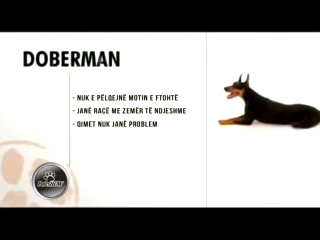 DOBERMAN
- NUK E PËLQEJNË MOTIN E FTOHTË
- JANË RACË ME ZEMËR TË NDJESHME
- QIMET NUK JANË PROBLEM